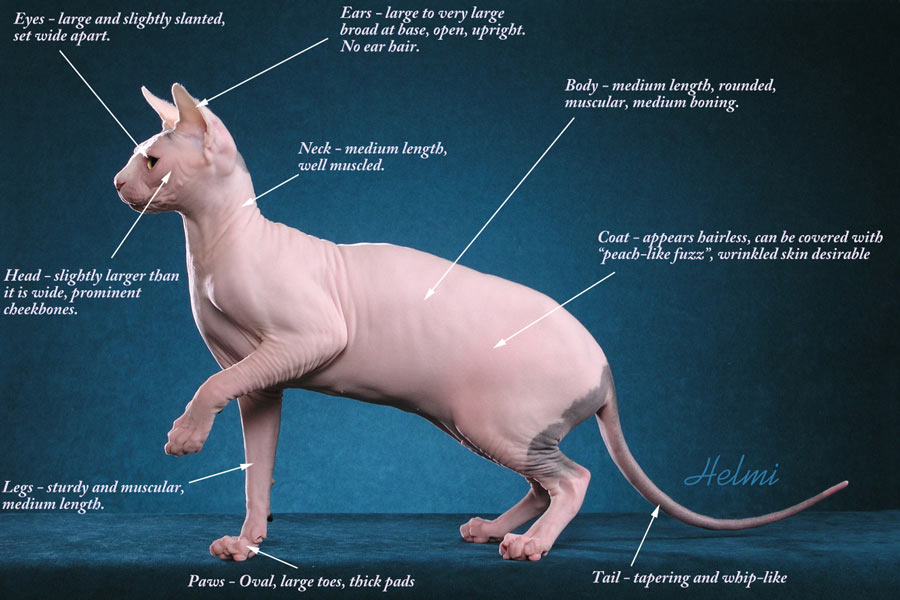 Eyes - large and slightly slanted,
set wide apart.
Ears - large to very large
broad at base, open, upright.
No ear hair.
Body - medium length, rounded,
muscular, medium boning.
Neck - medium length,
well muscled.
Coat - appears hairless, can be covered with
“peach-like fuzz”, wrinkled skin desirable
Head - slightly larger than
it is wide, prominent
cheekbones.
Helmi
Legs - sturdy and muscular,
medium length.
Paws - Oval, large toes, thick pads
Tail - tapering and whip-like